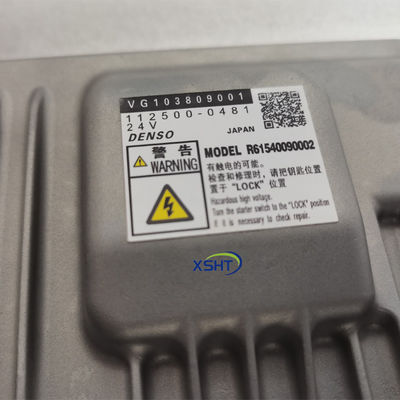 VG103809001
112500-0481
24V
DENSO
JAPAN
MODEL R61540090002
警告
WARNING
有触电的可能。
检查和修理时，请把钥匙位置
置于“LOCK”位置
Hazardous high voltage.
Turn the starter switch to the "LOCK" position
if it is necessary to check repair.
XSHT